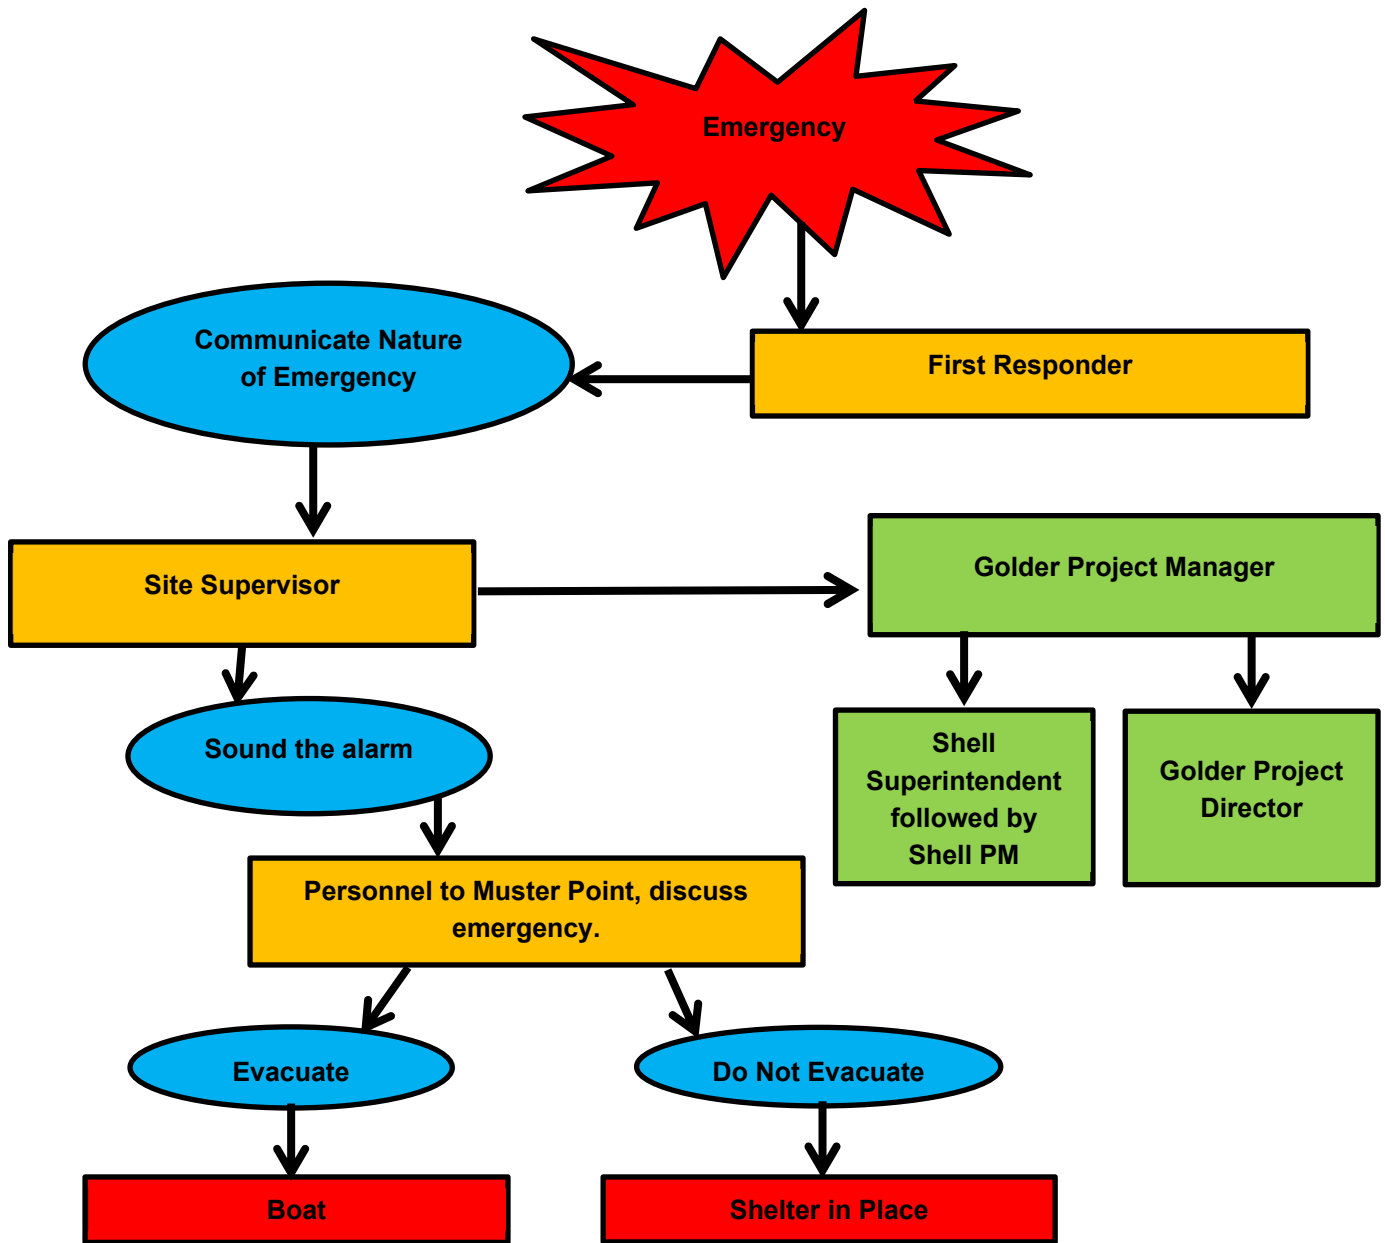 Emergency
Communicate Nature
of Emergency
First Responder
Site Supervisor
Golder Project Manager
Sound the alarm
Shell
Superintendent
followed by
Shell PM
Golder Project
Director
Personnel to Muster Point, discuss
emergency.
Evacuate
Do Not Evacuate
Boat
Shelter in Place